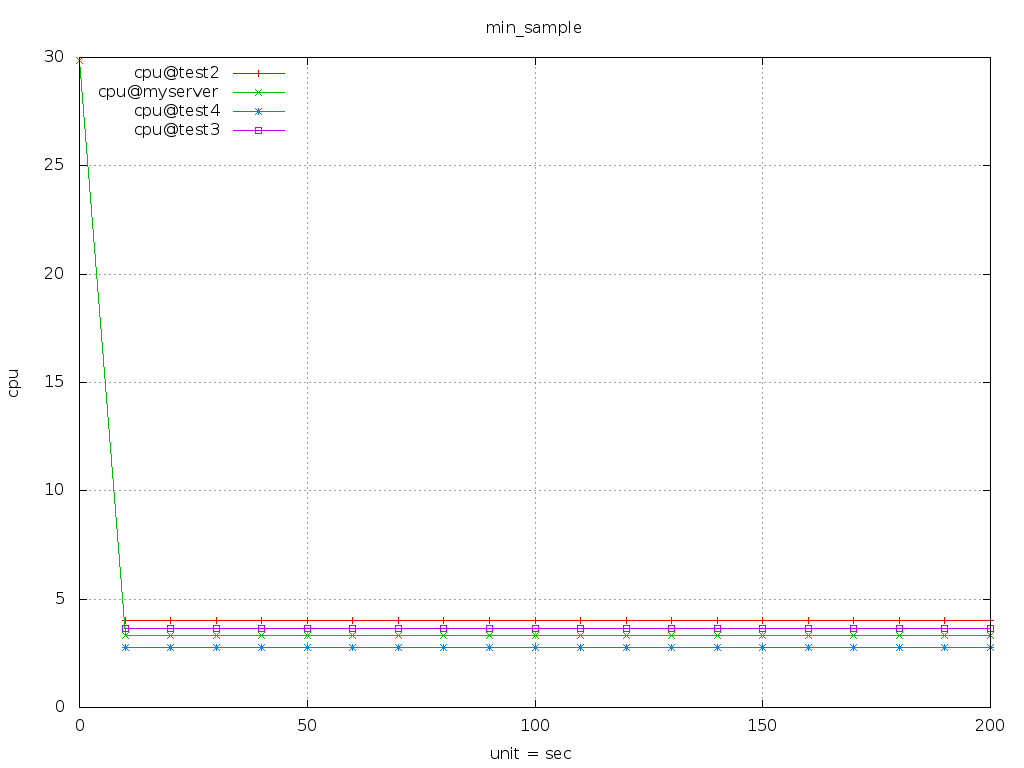 min_sample
30
25
20
15
10
5
0
cpu
cpu@test2
cpu@myserver
cpu@test4
cpu@test3
0 50 100 150 200
unit = sec